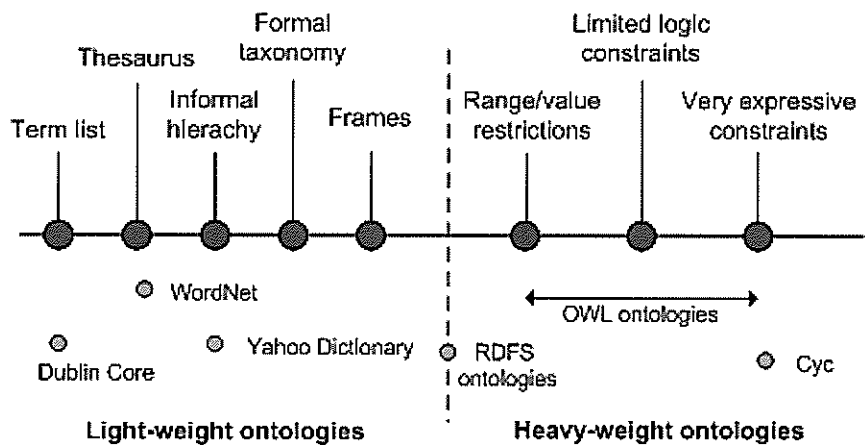 Formal
taxonomy
Limited logic
constraints
Thesaurus
Informal
hierachy
Range/value
restrictions
Very expressive
constraints
Term list
Frames
WordNet
OWL ontologies
Dublin Core
Yahoo Dictionary
RDFS
ontologies
Cyc
Light-weight ontologies
Heavy-weight ontologies